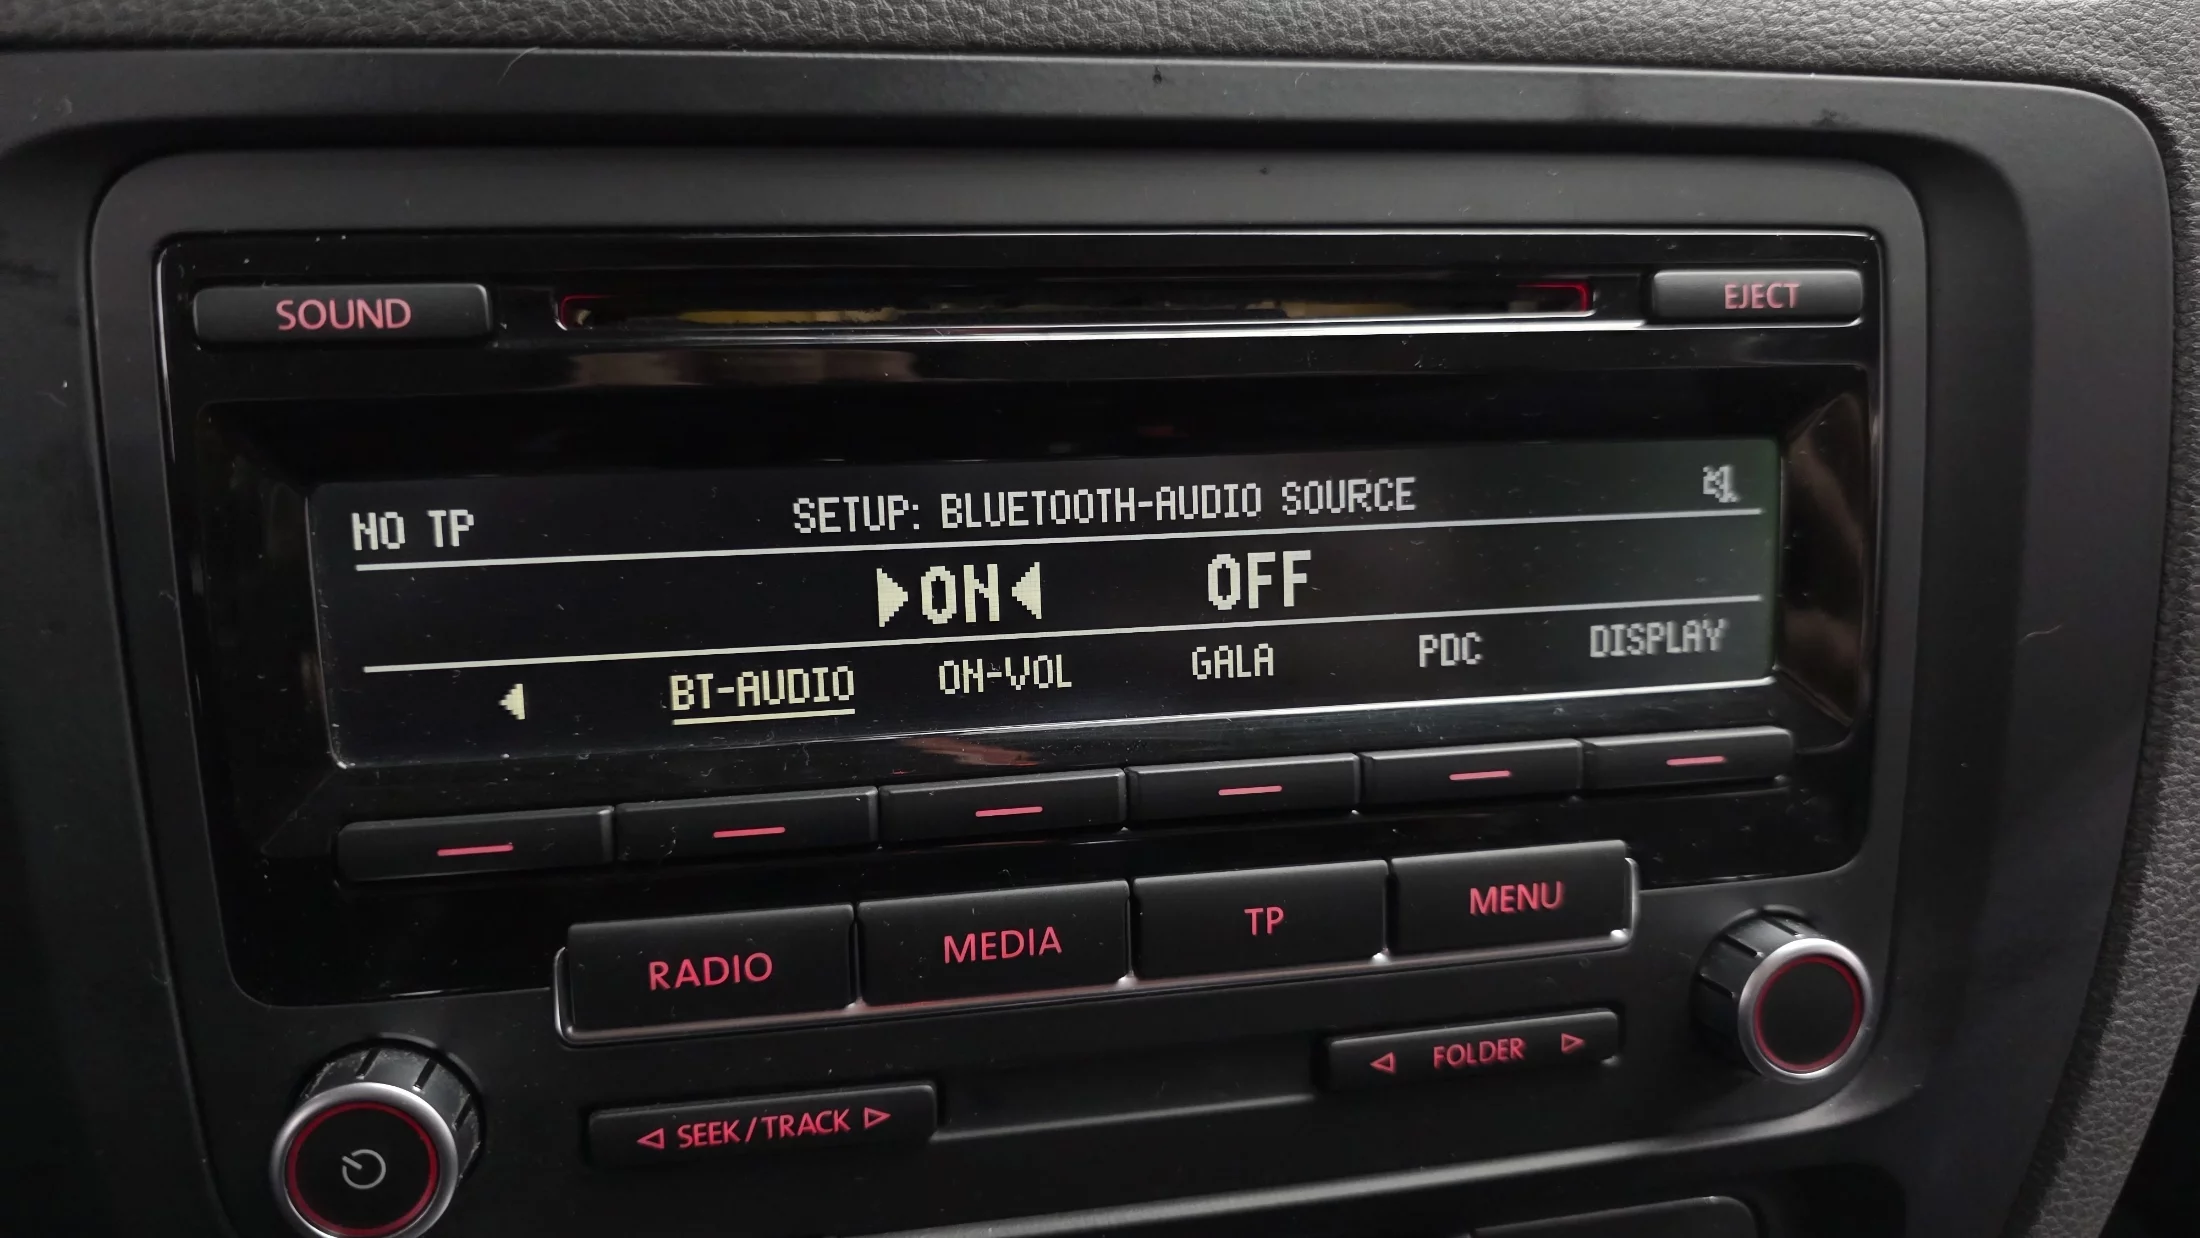 SOUND
EJECT
NO TP SETUP: BLUETOOTH-AUDIO SOURCE
ON OFF
BT-AUDIO ON-VOL GALA PDC DISPLAY
RADIO MEDIA TP MENU
SEEK/TRACK
FOLDER